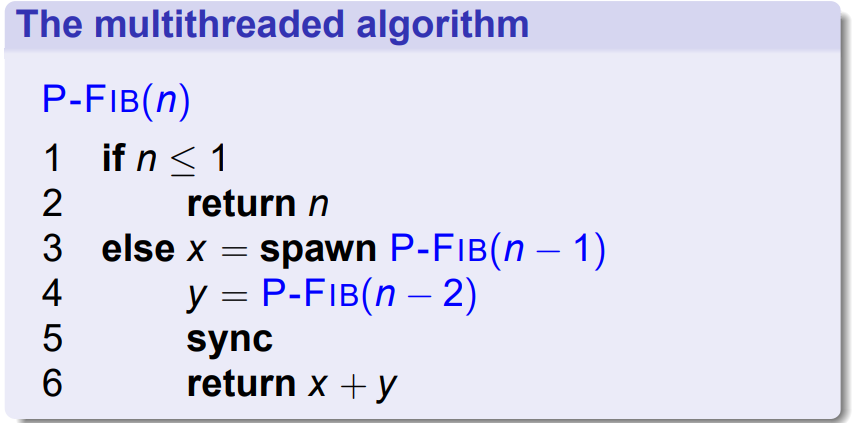 The multithreaded algorithm
P-FIB(n)
1 if n ≤ 1
2 return n
3 else x = spawn P-FIB(n − 1)
4 y = P-FIB(n − 2)
5 sync
6 return x + y